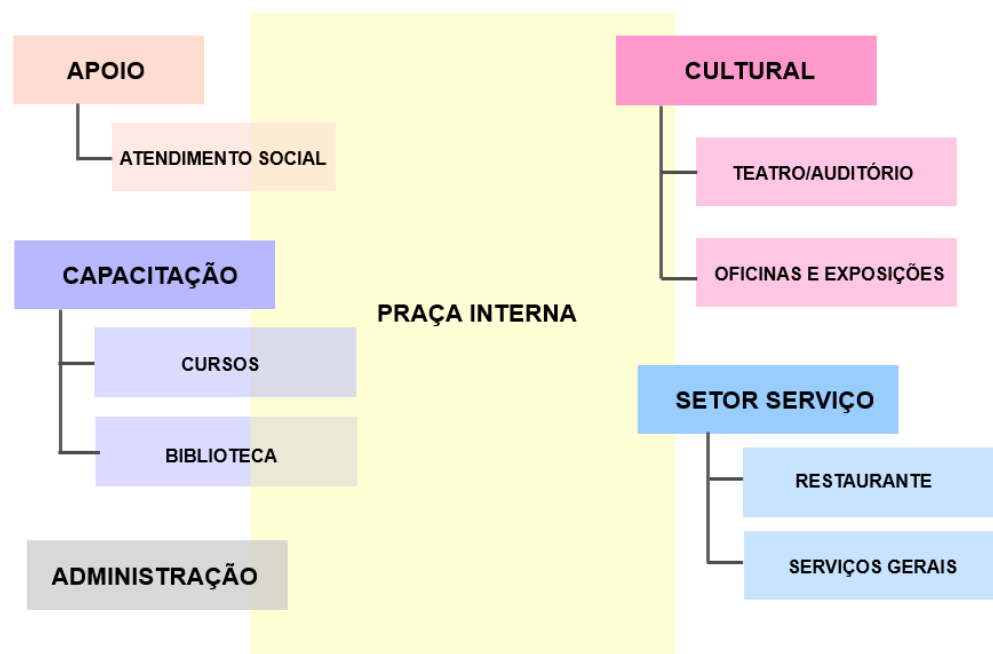 APOIO
ATENDIMENTO SOCIAL
CAPACITAÇÃO
CURSOS
BIBLIOTECA
ADMINISTRAÇÃO
PRAÇA INTERNA
CULTURAL
TEATRO/AUDITÓRIO
OFICINAS E EXPOSIÇÕES
SETOR SERVIÇO
RESTAURANTE
SERVIÇOS GERAIS